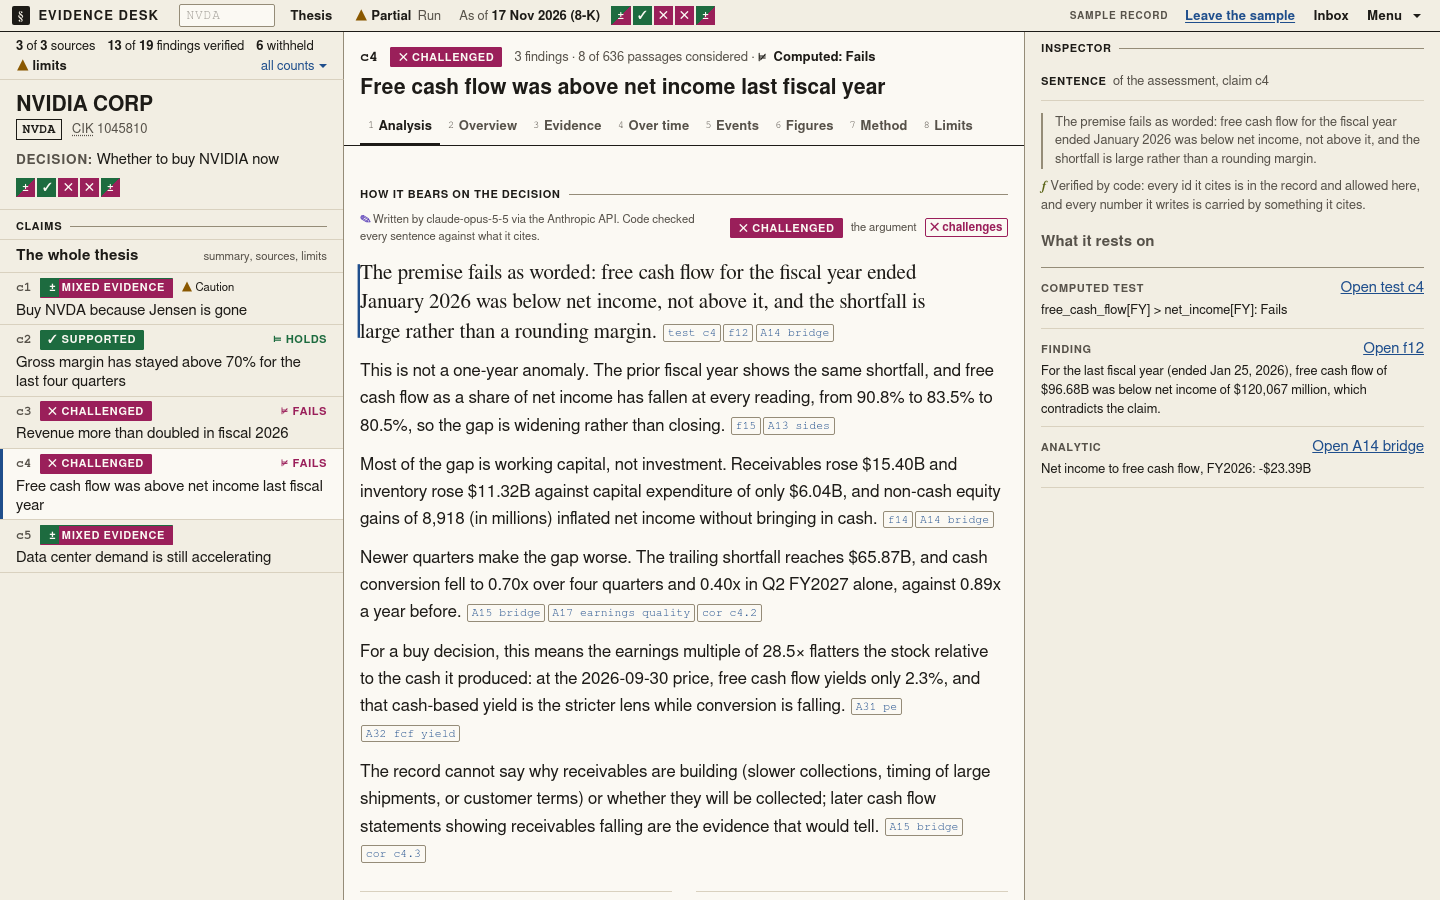 § EVIDENCE DESK NVDA Thesis Partial Run As of 17 Nov 2026 (8-K) ± ✓ ✕ ✕ ± SAMPLE RECORD Leave the sample Inbox Menu
3 of 3 sources 13 of 19 findings verified 6 withheld
limits all counts
NVIDIA CORP
NVDA CIK 1045810
DECISION: Whether to buy NVIDIA now
± ✓ ✕ ✕ ±
CLAIMS
The whole thesis summary, sources, limits
c1 ± MIXED EVIDENCE Caution
Buy NVDA because Jensen is gone
c2 ✓ SUPPORTED ⊨ HOLDS
Gross margin has stayed above 70% for the
last four quarters
c3 ✕ CHALLENGED ⊭ FAILS
Revenue more than doubled in fiscal 2026
c4 ✕ CHALLENGED ⊭ FAILS
Free cash flow was above net income last fiscal
year
c5 ± MIXED EVIDENCE
Data center demand is still accelerating
c4 ✕ CHALLENGED 3 findings · 8 of 636 passages considered · ⊭ Computed: Fails
Free cash flow was above net income last fiscal year
1 Analysis 2 Overview 3 Evidence 4 Over time 5 Events 6 Figures 7 Method 8 Limits
HOW IT BEARS ON THE DECISION
✎ Written by claude-opus-5-5 via the Anthropic API. Code checked
every sentence against what it cites.
✕ CHALLENGED the argument ✕ challenges
The premise fails as worded: free cash flow for the fiscal year ended
January 2026 was below net income, not above it, and the shortfall is
large rather than a rounding margin. test c4 f12 A14 bridge
This is not a one-year anomaly. The prior fiscal year shows the same shortfall, and free
cash flow as a share of net income has fallen at every reading, from 90.8% to 83.5% to
80.5%, so the gap is widening rather than closing. f15 A13 sides
Most of the gap is working capital, not investment. Receivables rose $15.40B and
inventory rose $11.32B against capital expenditure of only $6.04B, and non-cash equity
gains of 8,918 (in millions) inflated net income without bringing in cash. f14 A14 bridge
Newer quarters make the gap worse. The trailing shortfall reaches $65.87B, and cash
conversion fell to 0.70x over four quarters and 0.40x in Q2 FY2027 alone, against 0.89x
a year before. A15 bridge A17 earnings quality cor c4.2
For a buy decision, this means the earnings multiple of 28.5× flatters the stock relative
to the cash it produced: at the 2026-09-30 price, free cash flow yields only 2.3%, and
that cash-based yield is the stricter lens while conversion is falling. A31 pe
A32 fcf yield
The record cannot say why receivables are building (slower collections, timing of large
shipments, or customer terms) or whether they will be collected; later cash flow
statements showing receivables falling are the evidence that would tell. A15 bridge
cor c4.3
INSPECTOR
SENTENCE of the assessment, claim c4
The premise fails as worded: free cash flow for the fiscal year
ended January 2026 was below net income, not above it, and the
shortfall is large rather than a rounding margin.
ƒ Verified by code: every id it cites is in the record and allowed here,
and every number it writes is carried by something it cites.
What it rests on
COMPUTED TEST Open test c4
free_cash_flow[FY] > net_income[FY]: Fails
FINDING Open f12
For the last fiscal year (ended Jan 25, 2026), free cash flow of
$96.68B was below net income of $120,067 million, which
contradicts the claim.
ANALYTIC Open A14 bridge
Net income to free cash flow, FY2026: -$23.39B